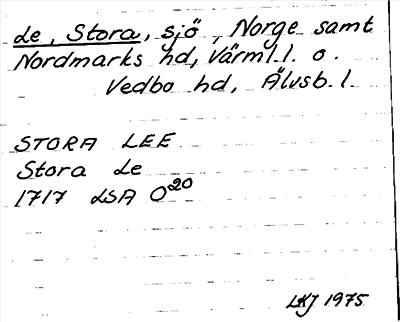 Le, Stora, sjö, Norge samt
Nordmarks hd, Värml. l. o.
Vedbo hd, Älvsb. l.
STORA LEE
Stora Le
1717 LSA O20
LKJ 1975